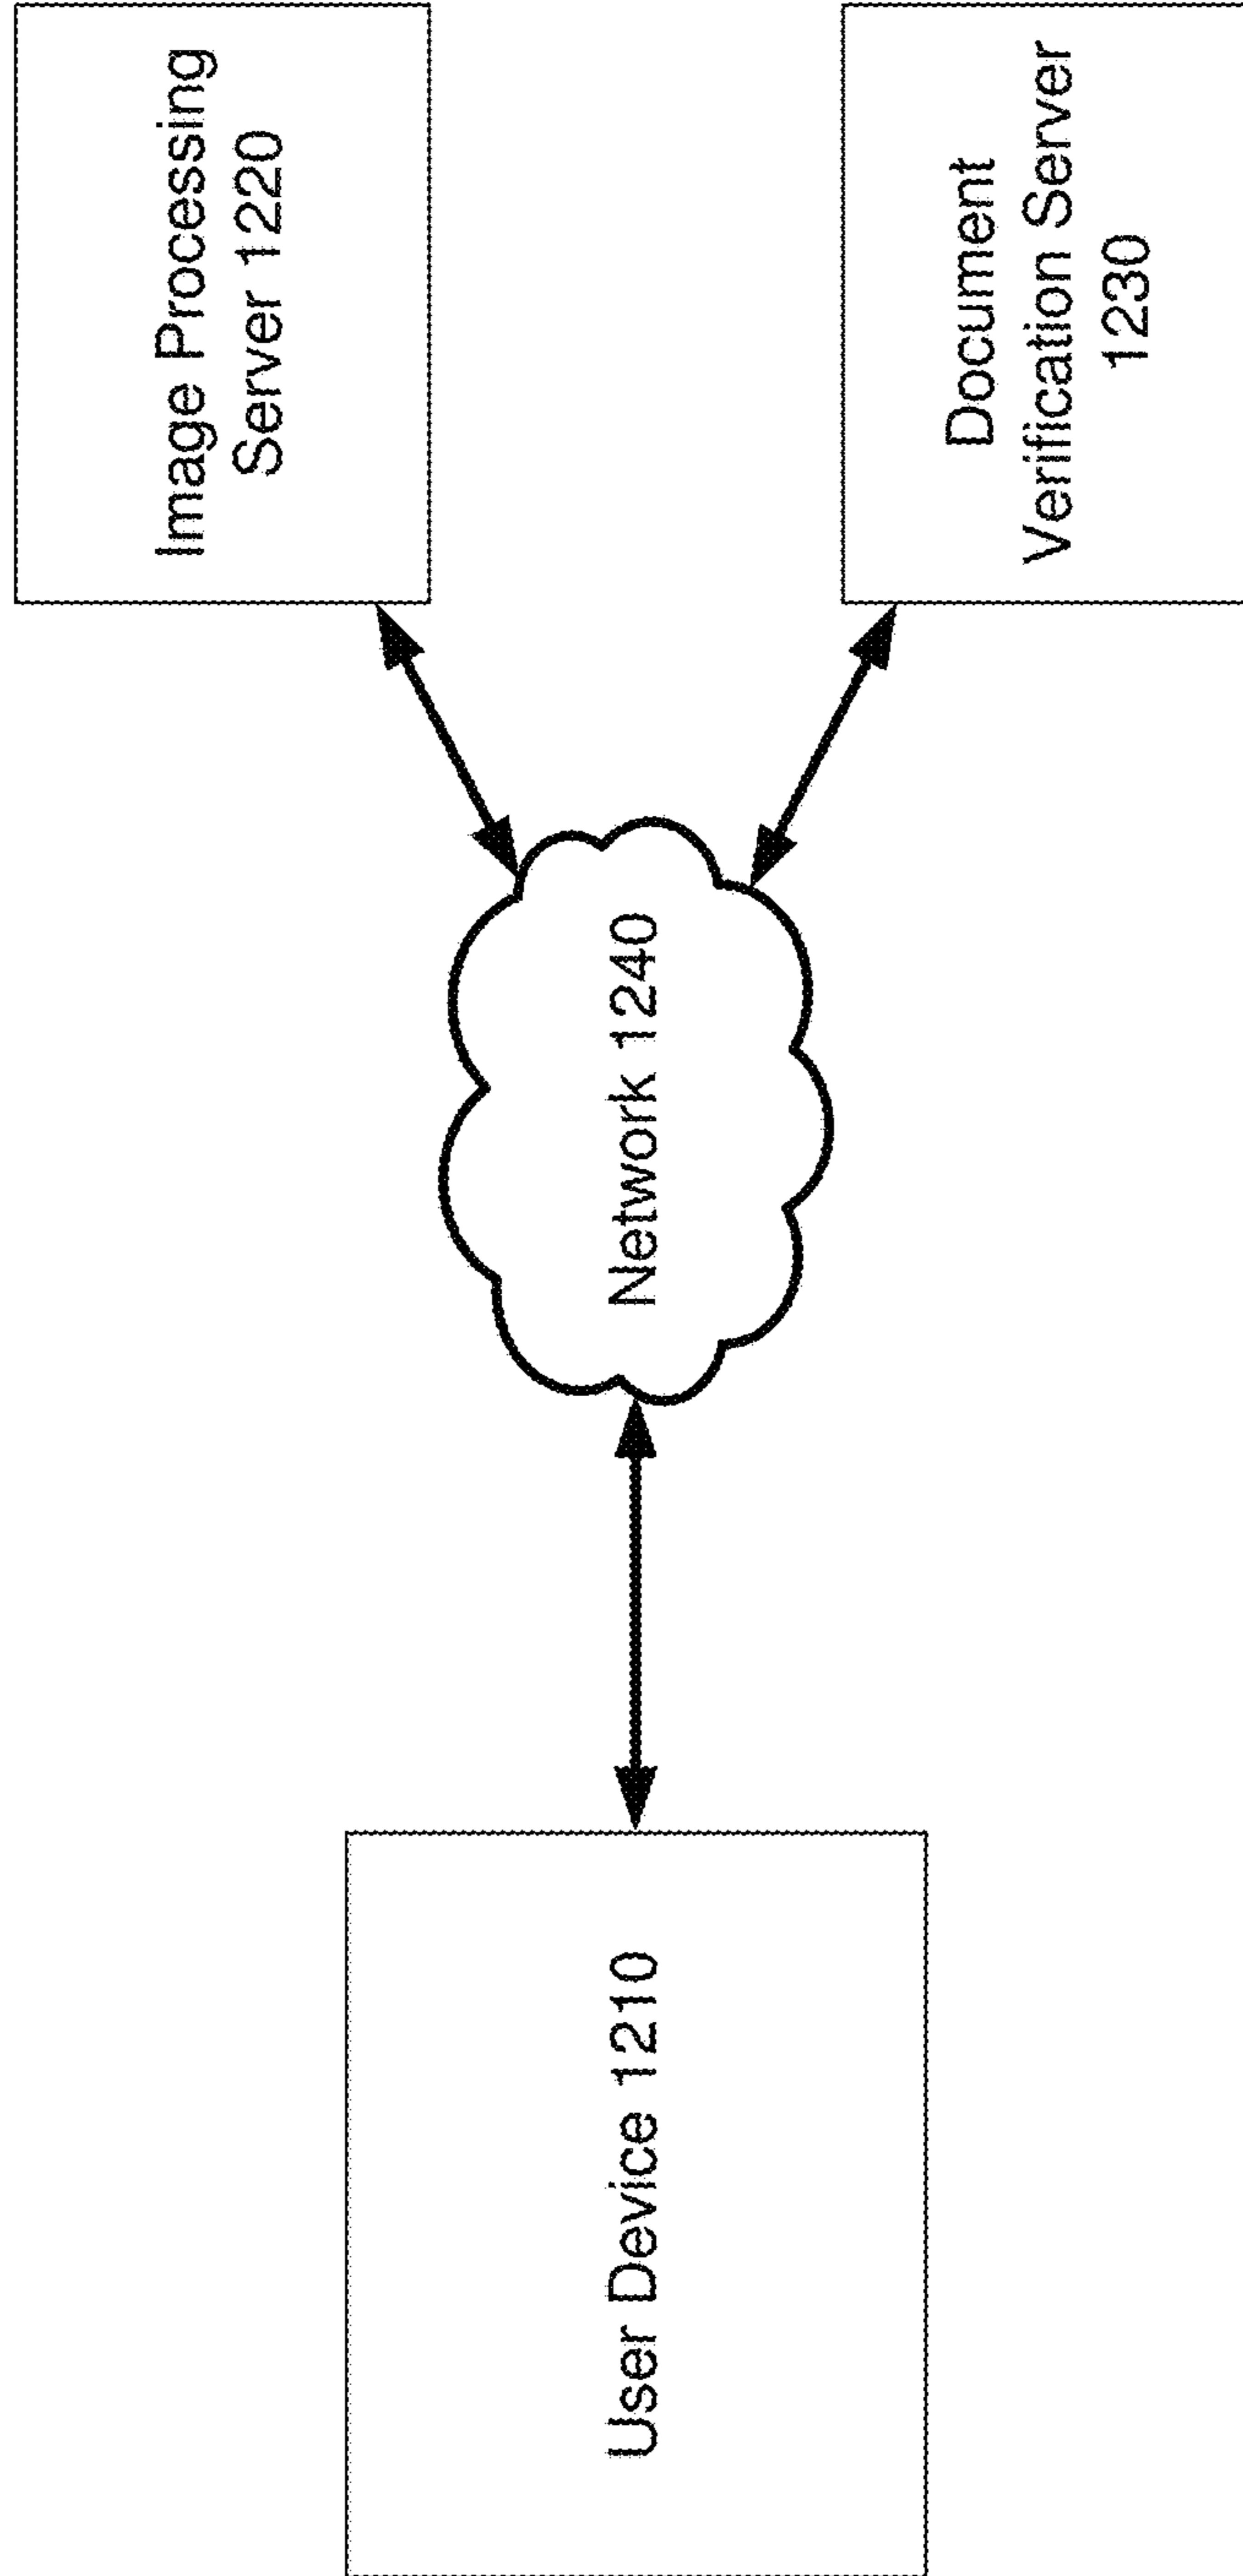 User Device 1210
Network 1240
Image Processing
Server 1220
Document
Verification Server
1230